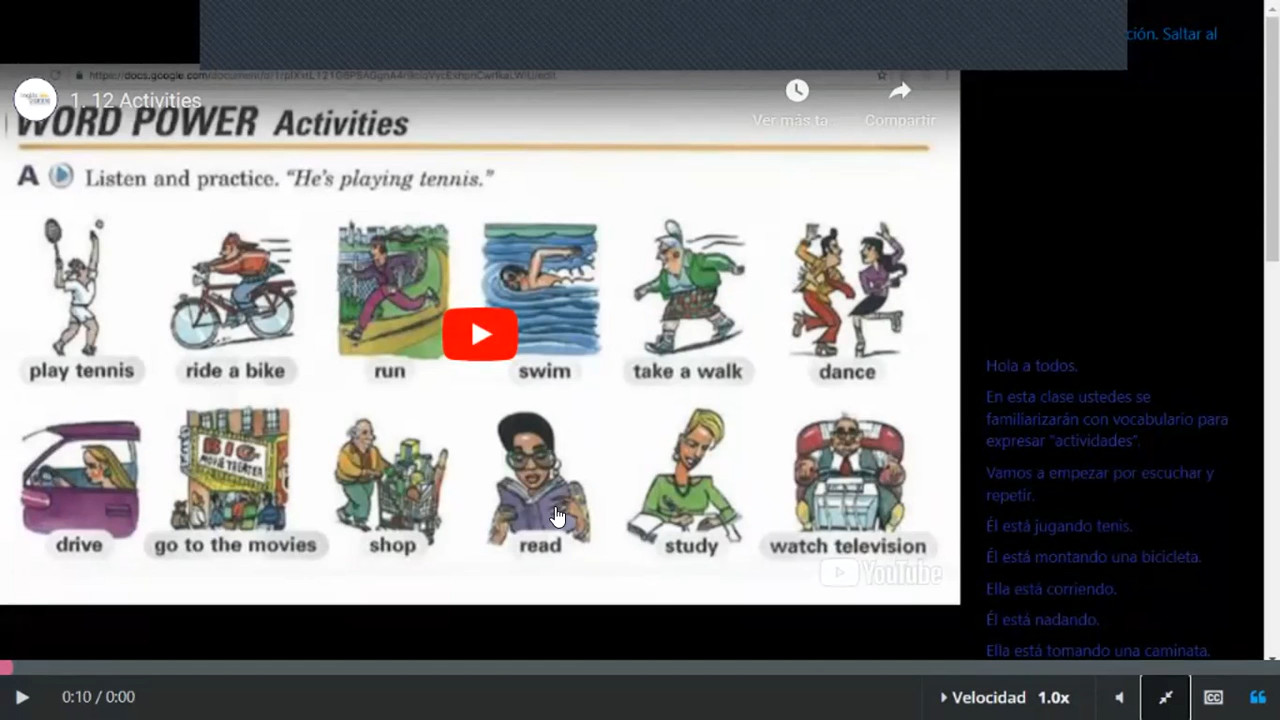 ción. Saltar al
1. 12 Activities
Ver más ta...
Compartir
WORD POWER Activities
A Listen and practice. "He's playing tennis."
play tennis
ride a bike
run
swim
take a walk
dance
BIG
MOVIE THEATER
drive
go to the movies
shop
read
study
watch television
YouTube
Hola a todos.
En esta clase ustedes se
familiarizarán con vocabulario para
expresar "actividades".
Vamos a empezar por escuchar y
repetir.
Él está jugando tenis.
Él está montando una bicicleta.
Ella está corriendo.
Él está nadando.
Ella está tomando una caminata.
0:10 / 0:00
Velocidad 1.0x
CC